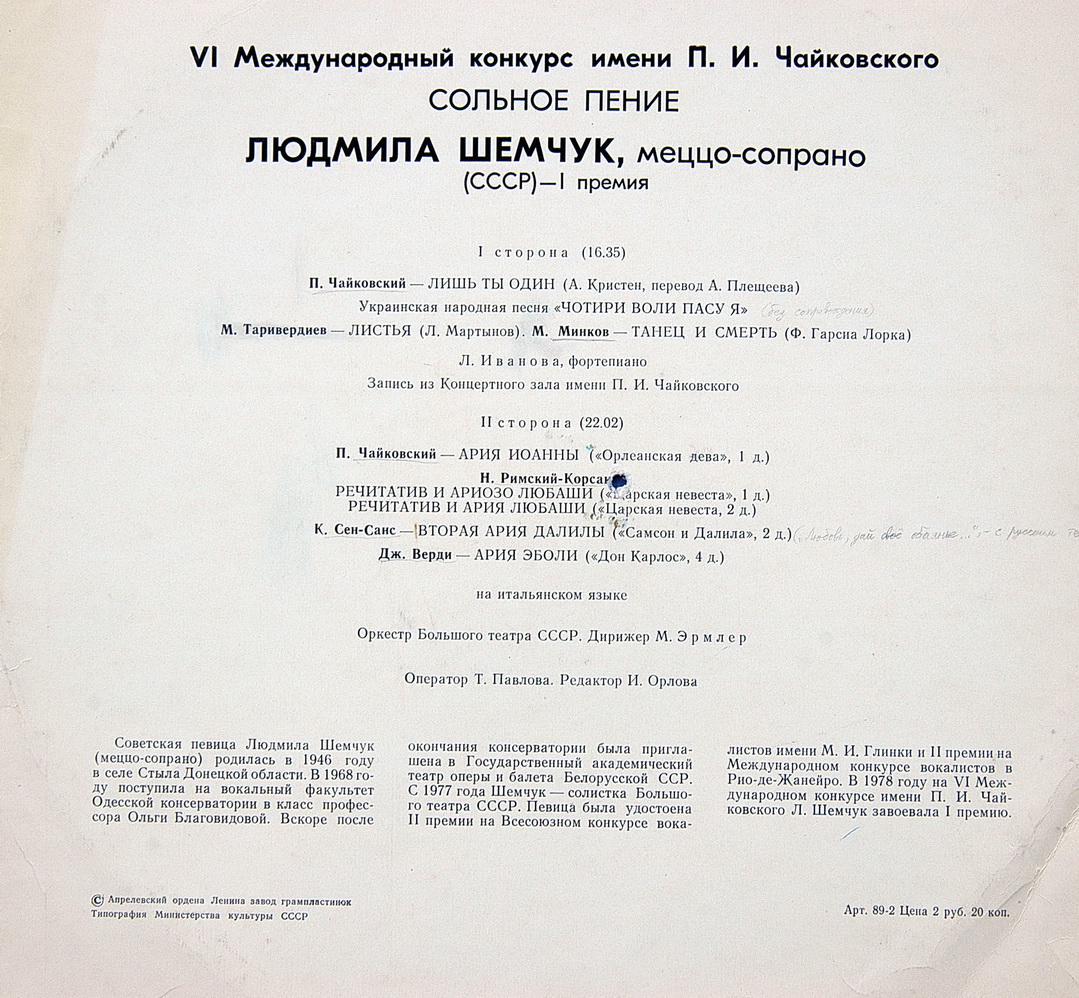 VI Международный конкурс имени П. И. Чайковского
СОЛЬНОЕ ПЕНИЕ
ЛЮДМИЛА ШЕМЧУК, меццо-сопрано
(СССР)—I премия
I сторона (16.35)
П. Чайковский — ЛИШЬ ТЫ ОДИН (А. Кристен, перевод А. Плещеева)
Украинская народная песня «ЧОТИРИ ВОЛИ ПАСУ Я» (без сопровождения)
М. Таривердиев — ЛИСТЬЯ (Л. Мартынов). М. Минков — ТАНЕЦ И СМЕРТЬ (Ф. Гарсиа Лорка)
Л. Иванова, фортепиано
Запись из Концертного зала имени П. И. Чайковского
II сторона (22.02)
П. Чайковский — АРИЯ ИОАННЫ («Орлеанская дева», 1 д.)
Н. Римский-Корсак
РЕЧИТАТИВ И АРИОЗО ЛЮБАШИ («Царская невеста», 1 д.)
РЕЧИТАТИВ И АРИЯ ЛЮБАШИ («Царская невеста, 2 д.)
К. Сен-Санс — ВТОРАЯ АРИЯ ДАЛИЛЫ («Самсон и Далила», 2 д.) („Любовь, дай своё обаянье..." – с русским
Дж. Верди — АРИЯ ЭБОЛИ («Дон Карлос», 4 д.)
на итальянском языке
Оркестр Большого театра СССР. Дирижер М. Эрмлер
Оператор Т. Павлова. Редактор И. Орлова
Советская певица Людмила Шемчук
(меццо-сопрано) родилась в 1946 году
в селе Стыла Донецкой области. В 1968 го-
ду поступила на вокальный факультет
Одесской консерватории в класс профес-
сора Ольги Благовидовой. Вскоре после
окончания консерватории была пригла-
шена в Государственный академический
театр оперы и балета Белорусской ССР.
С 1977 года Шемчук — солистка Большо-
го театра СССР. Певица была удостоена
II премии на Всесоюзном конкурсе вока-
листов имени М. И. Глинки и II премии на
Международном конкурсе вокалистов в
Рио-де-Жанейро. В 1978 году на VI Меж-
дународном конкурсе имени П. И. Чай-
ковского Л. Шемчук завоевала I премию.
© Апрелевский ордена Ленина завод грампластинок
Типография Министерства культуры СССР
Арт. 89-2 Цена 2 руб. 20 коп.